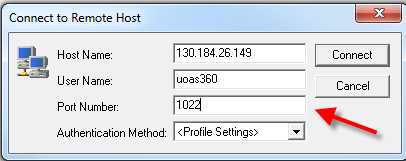 Connect to Remote Host
Host Name: 130.184.26.149 Connect
User Name: uoas360 Cancel
Port Number: 1022
Authentication Method: <Profile Settings>